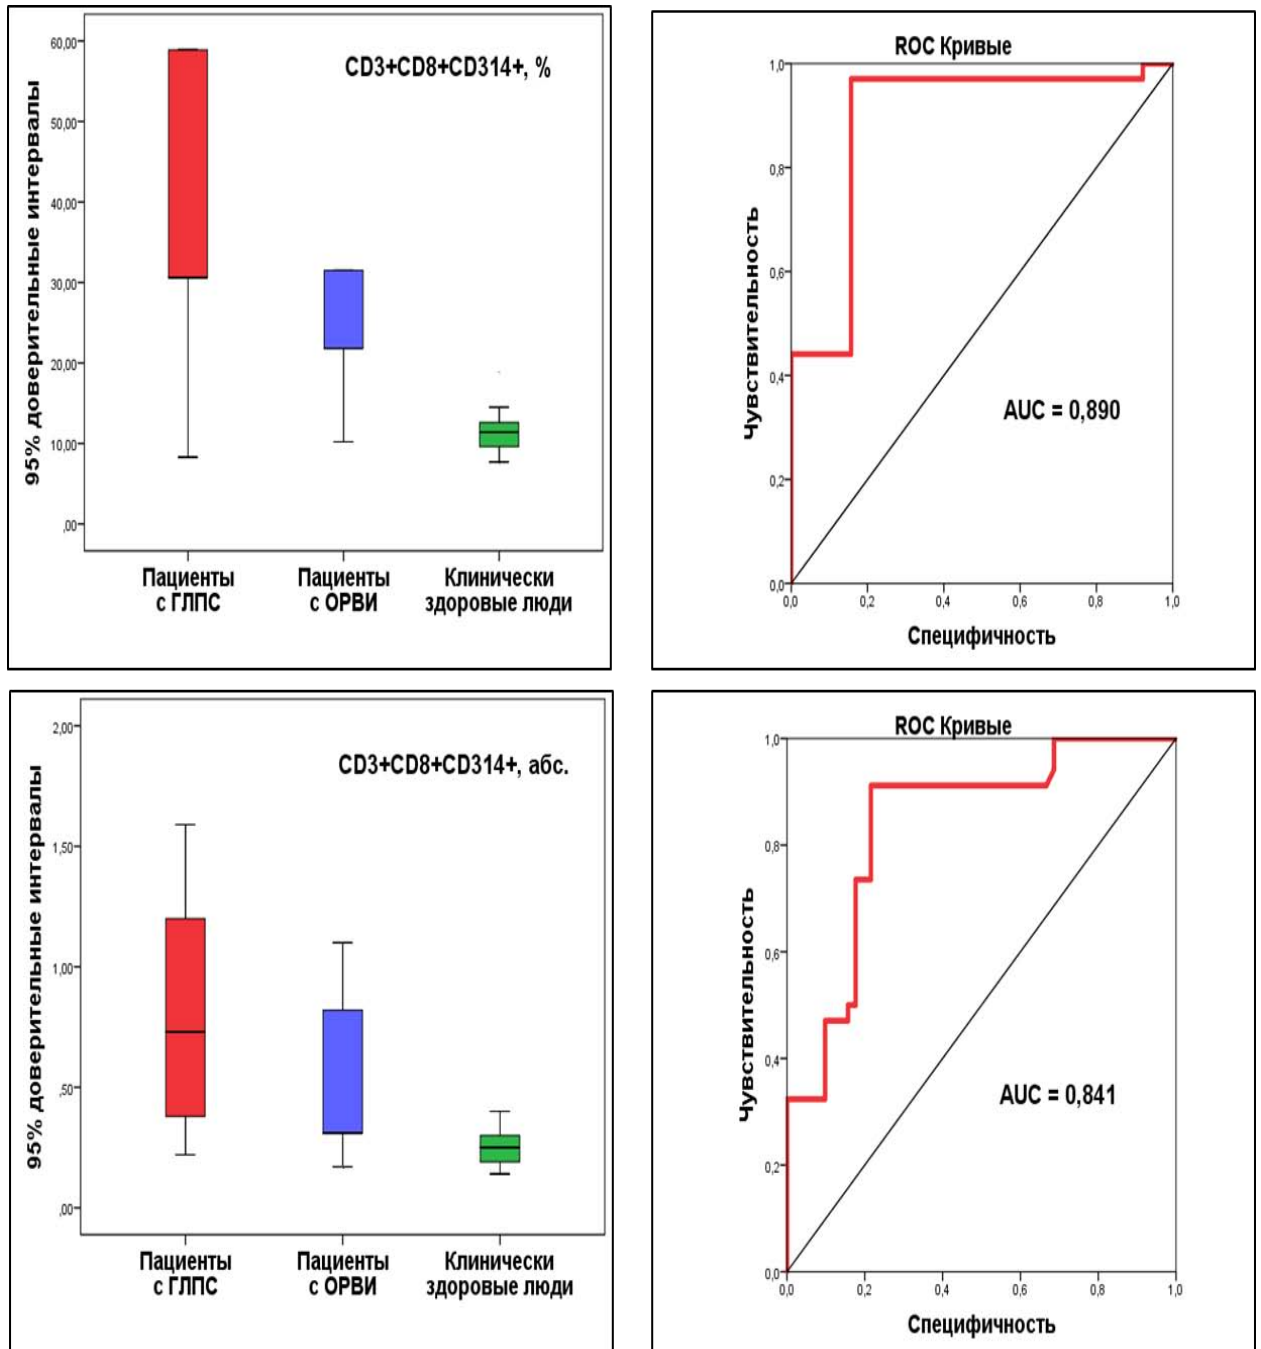 CD3+CD8+CD314+, %
95% доверительные интервалы
60,00
50,00
40,00
30,00
20,00
10,00
,00
Пациенты
с ГЛПС
Пациенты
с ОРВИ
Клинически
здоровые люди
ROC Кривые
Чувствительность
1,0
0,8
0,6
0,4
0,2
0,0
AUC = 0,890
0,0
0,2
0,4
0,6
0,8
1,0
Специфичность
CD3+CD8+CD314+, абс.
95% доверительные интервалы
2,00
1,50
1,00
,50
,00
Пациенты
с ГЛПС
Пациенты
с ОРВИ
Клинически
здоровые люди
ROC Кривые
Чувствительность
1,0
0,8
0,6
0,4
0,2
0,0
AUC = 0,841
0,0
0,2
0,4
0,6
0,8
1,0
Специфичность